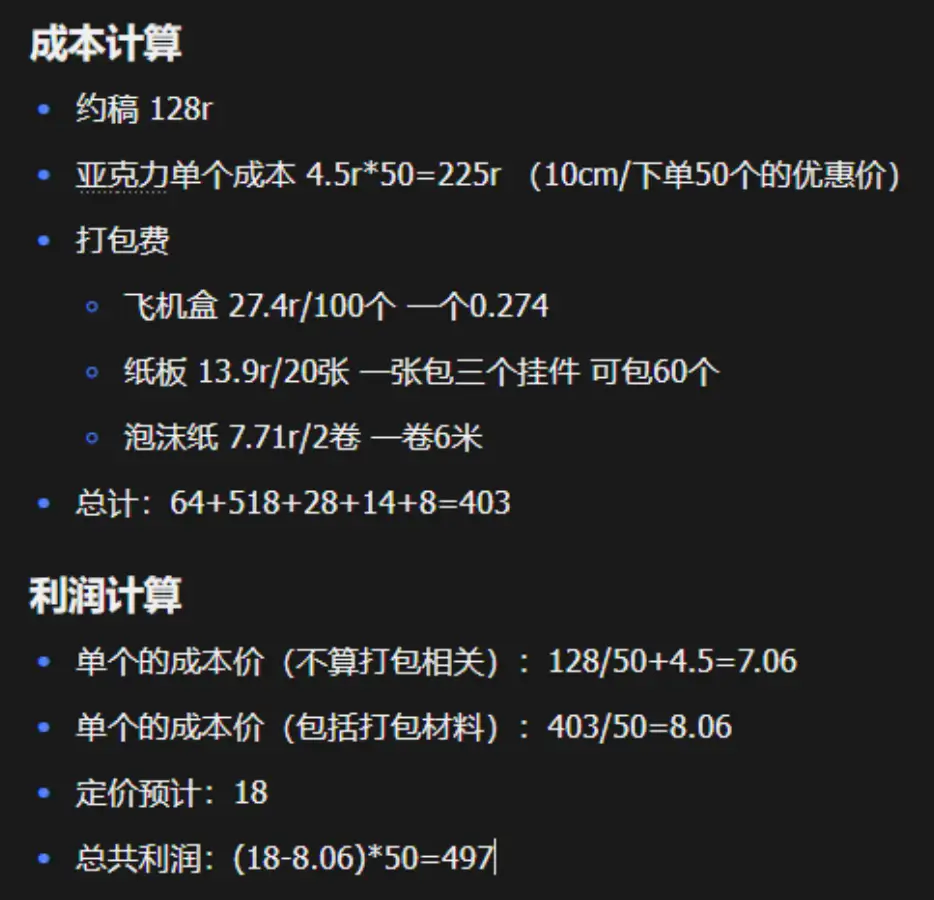 成本计算
约稿 128r
亚克力单个成本 4.5r*50=225r （10cm/下单50个的优惠价）
打包费
飞机盒 27.4r/100个 一个0.274
纸板 13.9r/20张 一张包三个挂件 可包60个
泡沫纸 7.71r/2卷 一卷6米
总计：64+518+28+14+8=403
利润计算
单个的成本价（不算打包相关）：128/50+4.5=7.06
单个的成本价（包括打包材料）：403/50=8.06
定价预计：18
总共利润：(18-8.06)*50=497